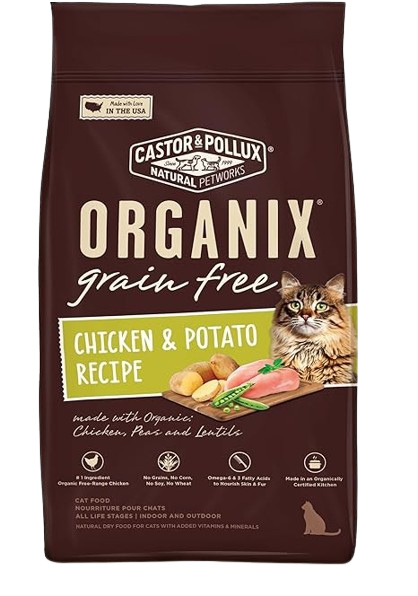 Made with Love
IN THE USA
CASTOR & POLLUX®
Since 1999
NATURAL PETWORKS
ORGANIX®
grain free
CHICKEN & POTATO
RECIPE
made with Organic:
Chicken, Peas and Lentils
#1 Ingredient
Organic Free-Range Chicken
No Grains, No Corn,
No Soy, No Wheat
Omega-6 & 3 Fatty Acids
to Nourish Skin & Fur
Made in an Organically
Certified Kitchen
CAT FOOD
NOURRITURE POUR CHATS
ALL LIFE STAGES | INDOOR AND OUTDOOR
NATURAL DRY FOOD FOR CATS WITH ADDED VITAMINS & MINERALS